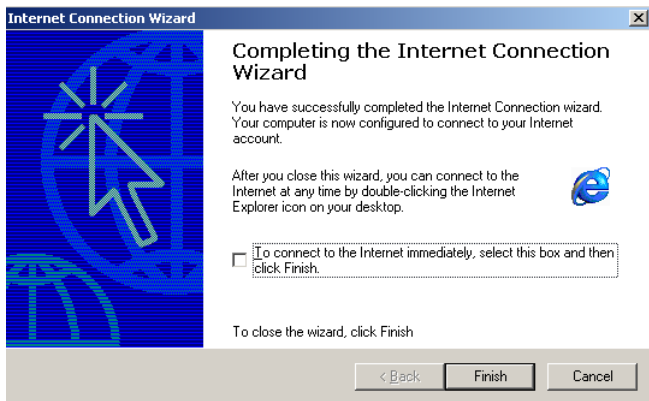 Internet Connection Wizard
Completing the Internet Connection
Wizard
You have successfully completed the Internet Connection wizard.
Your computer is now configured to connect to your Internet
account.
After you close this wizard, you can connect to the
Internet at any time by double-clicking the Internet
Explorer icon on your desktop.
To connect to the Internet immediately, select this box and then
click Finish.
To close the wizard, click Finish
< Back Finish Cancel